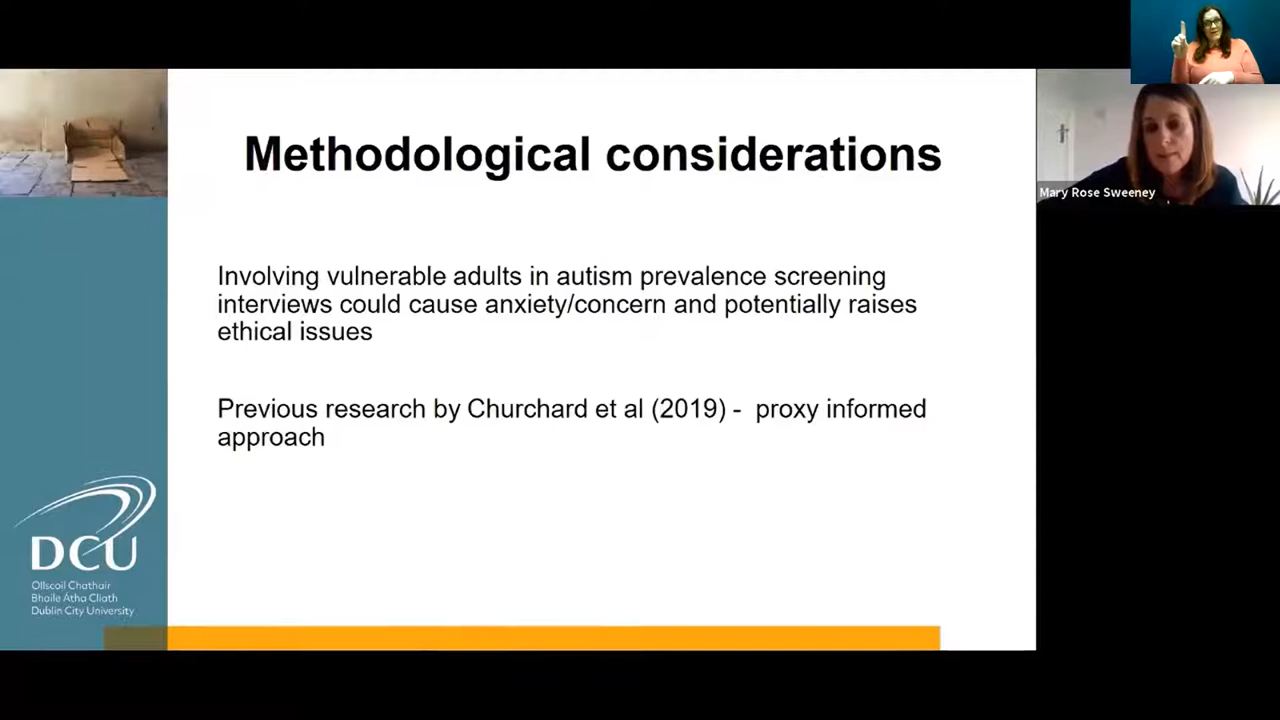 Methodological considerations
Involving vulnerable adults in autism prevalence screening
interviews could cause anxiety/concern and potentially raises
ethical issues
Previous research by Churchard et al (2019) -  proxy informed
approach
Mary Rose Sweeney
DCU
Ollscoil Chathair
Bhaile Átha Cliath
Dublin City University